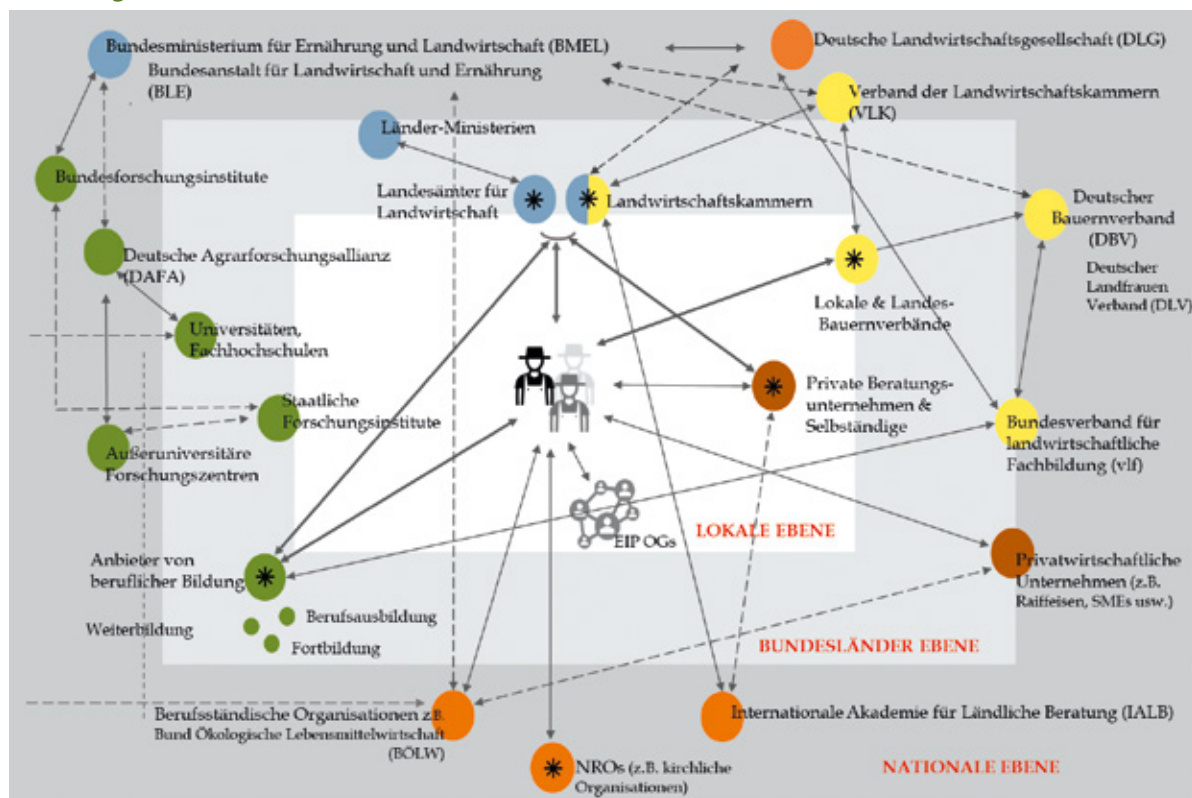 Bundesministerium für Ernährung und Landwirtschaft (BMEL)
Bundesanstalt für Landwirtschaft und Ernährung
(BLE)
Deutsche Landwirtschaftsgesellschaft (DLG)
Verband der Landwirtschaftskammern
(VLK)
Länder-Ministerien
Bundesforschungsinstitute
Landesämter für
Landwirtschaft
Landwirtschaftskammern
Deutscher
Bauernverband
(DBV)
Deutscher
Landfrauen
Verband (DLV)
Deutsche Agrarforschungsallianz
(DAFA)
Lokale & Landes-
Bauernverbände
Universitäten,
Fachhochschulen
Staatliche
Forschungsinstitute
Private Beratungs-
unternehmen &
Selbständige
Bundesverband für
landwirtschaftliche
Fachbildung (vlf)
Außeruniversitäre
Forschungszentren
EIP OGs
LOKALE EBENE
Anbieter von
beruflicher Bildung
Privatwirtschaftliche
Unternehmen (z.B.
Raiffeisen, SMEs usw.)
Berufsausbildung
Weiterbildung
Fortbildung
BUNDESLÄNDER EBENE
Berufsständische Organisationen z.B.
Bund Ökologische Lebensmittelwirtschaft
(BÖLW)
Internationale Akademie für Ländliche Beratung (IALB)
NROs (z.B. kirchliche
Organisationen)
NATIONALE EBENE